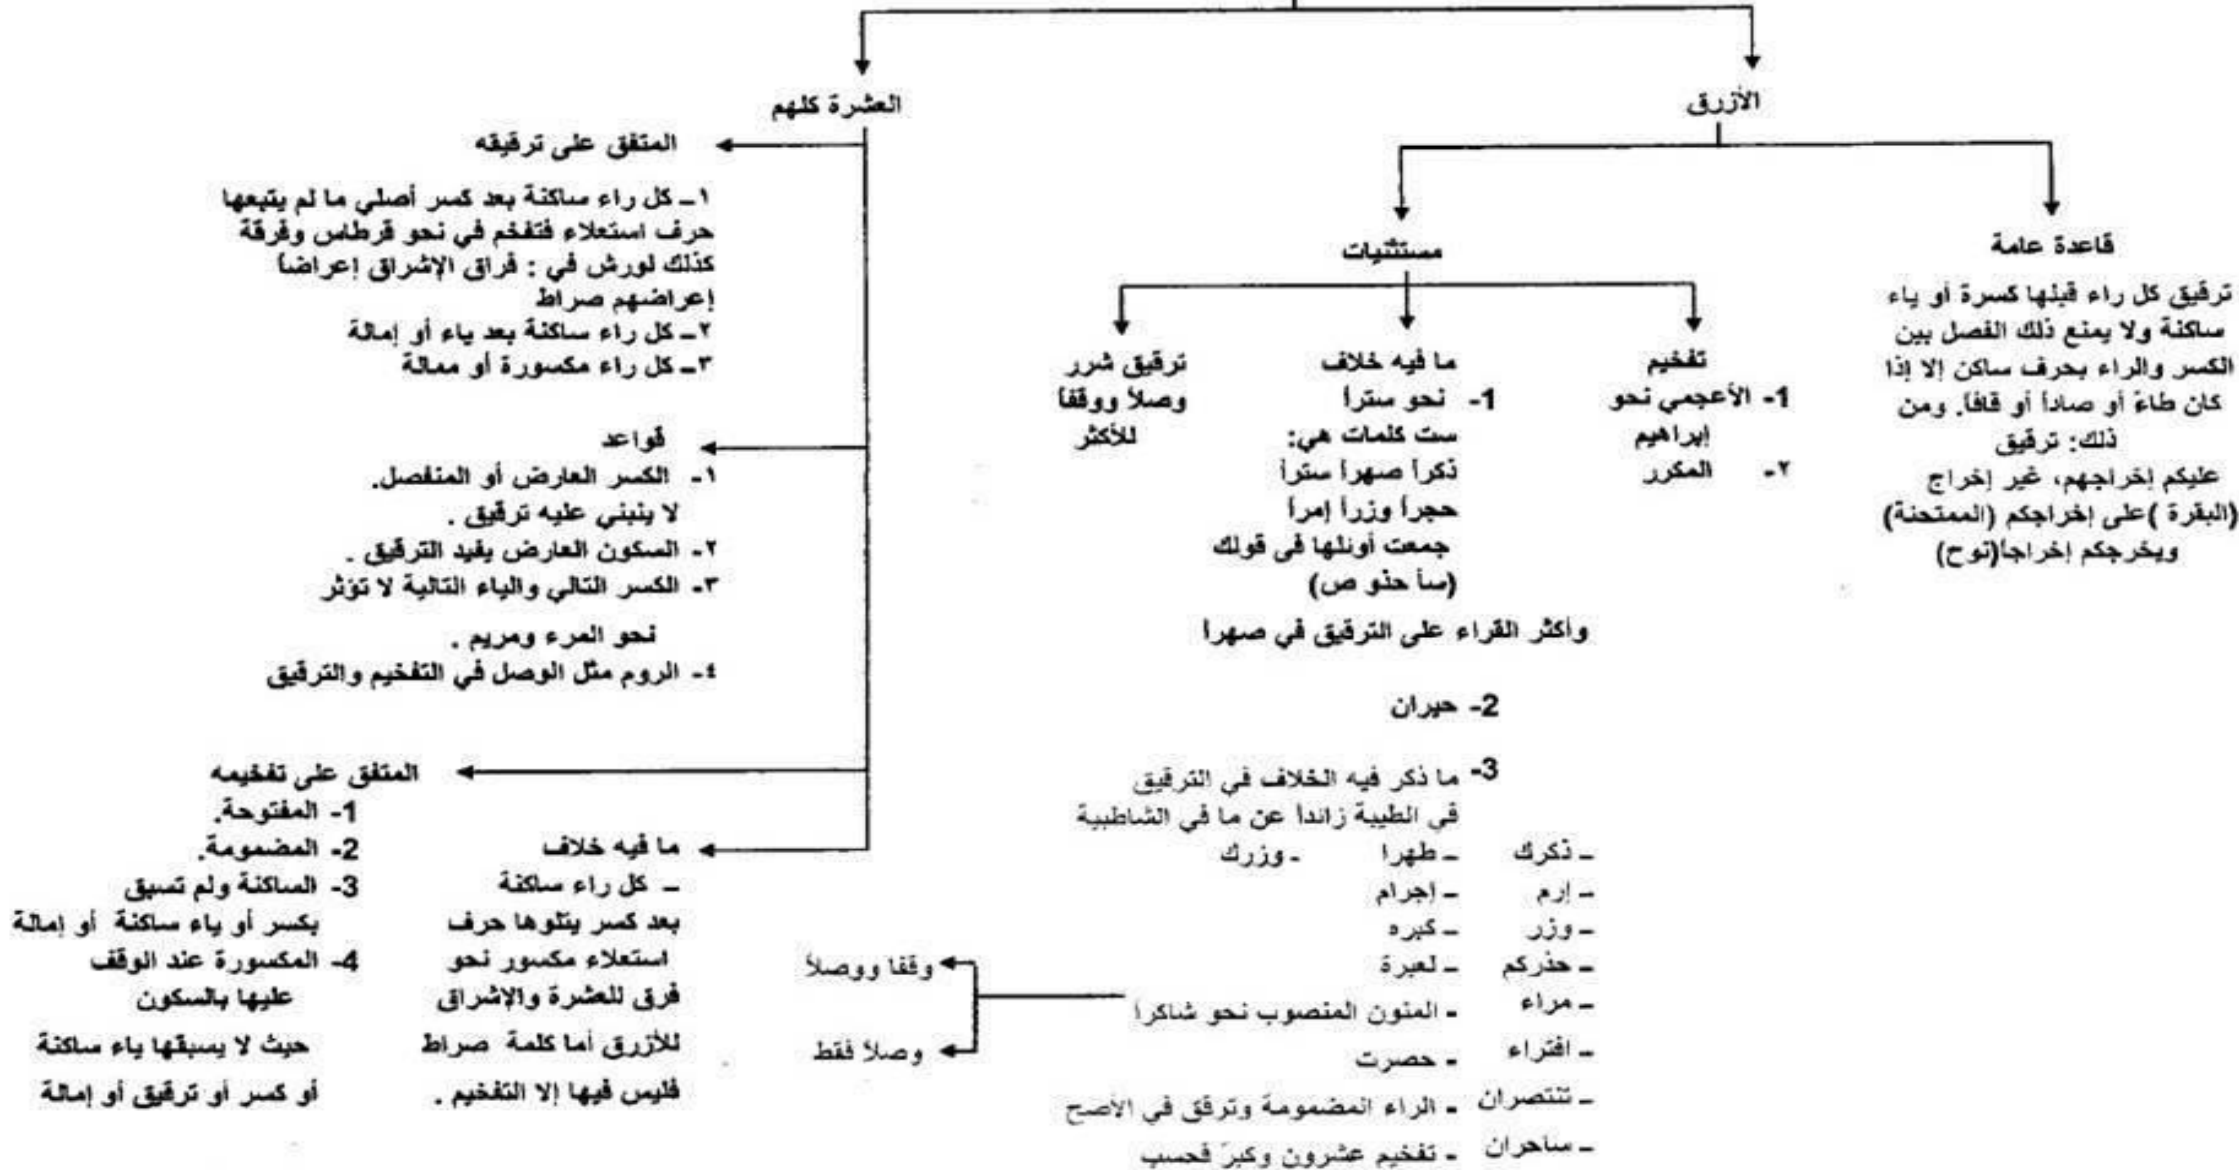 الأزرق
قاعدة عامة
ترقيق كل راء قبلها كسرة أو ياء
ساكنة ولا يمنع ذلك الفصل بين
الكسر والراء بحرف ساكن إلا إذا
كان طاءً أو صاداً أو قافاً. ومن
ذلك: ترقيق
عليكم إخراجهم، غير إخراج
(البقرة )على إخراجكم (الممتحنة)
ويخرجكم إخراجا(نوح)
مستثنيات
تفخيم
1- الأعجمي نحو
إبراهيم
٢- المكرر
ما فيه خلاف
1- نحو ستراً
ست كلمات هي:
ذكراً صهراً ستراً
حجراً وزراً إمراً
جمعت أوئلها في قولك
(سأ حذو ص)
وأكثر القراء على الترقيق في صهرا
2- حيران
3- ما ذكر فيه الخلاف في الترقيق
في الطيبة زائداً عن ما في الشاطبية
ـ ذكرك ـ طهرا ـ وزرك
ـ إرم ـ إجرام
ـ وزر ـ كبره
ـ حذركم ـ لعبرة
ـ مراء ـ المنون المنصوب نحو شاكرا
وقفا ووصلاً
وصلاً فقط
ـ افتراء ـ حصرت
ـ تنتصران ـ الراء المضمومة وترقق في الأصح
ـ ساحران ـ تفخيم عشرون وكبرٌ فحسب
ترقيق شرر
وصلاً ووقفاً
للأكثر
العشرة كلهم
المتفق على ترقيقه
١ـ كل راء ساكنة بعد كسر أصلي ما لم يتبعها
حرف استعلاء فتفخم في نحو قرطاس وفرقة
كذلك لورش في : فراق الإشراق إعراضاً
إعراضهم صراط
٢ـ كل راء ساكنة بعد ياء أو إمالة
٣ـ كل راء مكسورة أو ممالة
قواعد
١- الكسر العارض أو المنفصل.
لا ينبني عليه ترقيق .
٢- السكون العارض يفيد الترقيق .
٣- الكسر التالي والياء التالية لا تؤثر
نحو المرء ومريم .
٤- الروم مثل الوصل في التفخيم والترقيق
المتفق على تفخيمه
1- المفتوحة.
2- المضمومة.
3- الساكنة ولم تسبق
بكسر أو ياء ساكنة أو إمالة
4- المكسورة عند الوقف
عليها بالسكون
حيث لا يسبقها ياء ساكنة
أو كسر أو ترقيق أو إمالة
ما فيه خلاف
ـ كل راء ساكنة
بعد كسر يتلوها حرف
استعلاء مكسور نحو
فرق للعشرة والإشراق
للأزرق أما كلمة صراط
فليس فيها إلا التفخيم .